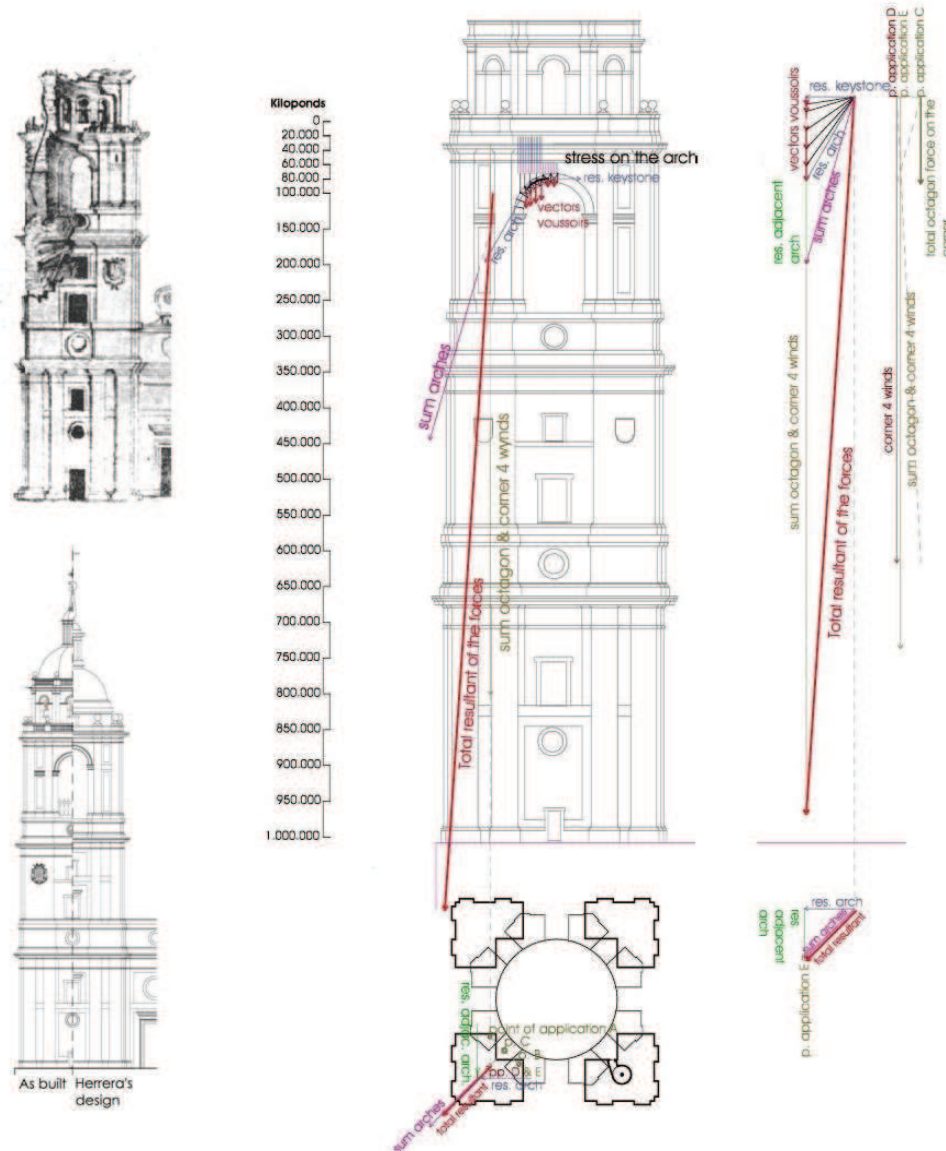 Kiloponds
0
20.000
40.000
60.000
80.000
100.000
150.000
200.000
250.000
300.000
350.000
400.000
450.000
500.000
550.000
600.000
650.000
700.000
750.000
800.000
850.000
900.000
950.000
1.000.000
As built
Herrera's
design
stress on the arch
res. keystone
vectors
voussoirs
res. arch
sum arches
sum octagon & corner 4 wynds
Total resultant of the forces
point of application A
p. C
pp. D & E
res. arch
res. adjac. arch
sum arches
total resultant
res. keystone
vectors voussoirs
res. arch
sum arches
res. adjacent
arch
sum octagon & corner 4 winds
Total resultant of the forces
p. application D
p. application E
p. application C
total octagon force on the
corner 4 winds
sum octagon & corner 4 winds
res. arch
res. adjacent
arch
sum arches
total resultant
p. application E